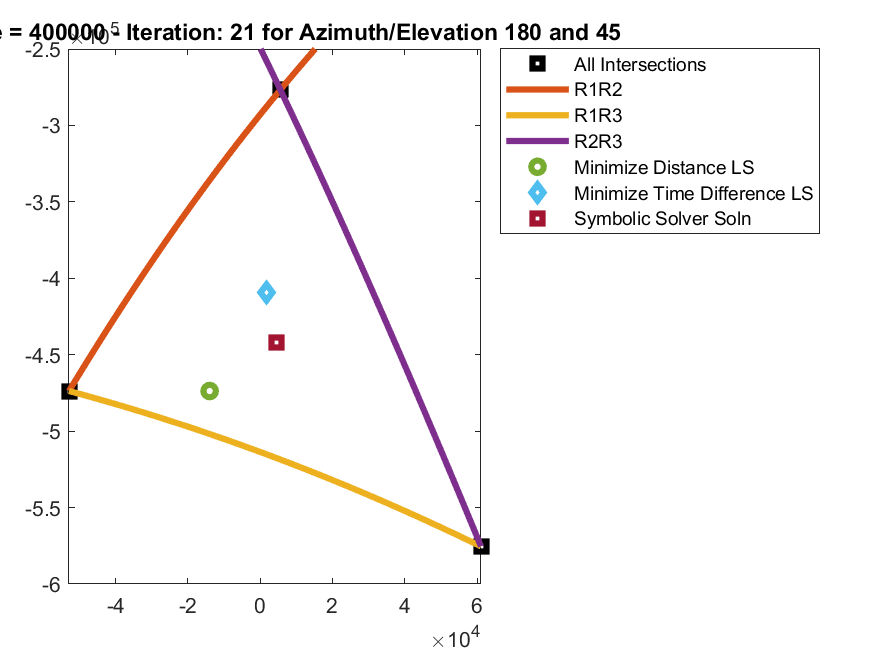 = 400000 - Iteration: 21 for Azimuth/Elevation 180 and 45
×10^5
-2.5
-3
-3.5
-4
-4.5
-5
-5.5
-6
-4
-2
0
2
4
6
×10^4
All Intersections
R1R2
R1R3
R2R3
Minimize Distance LS
Minimize Time Difference LS
Symbolic Solver Soln